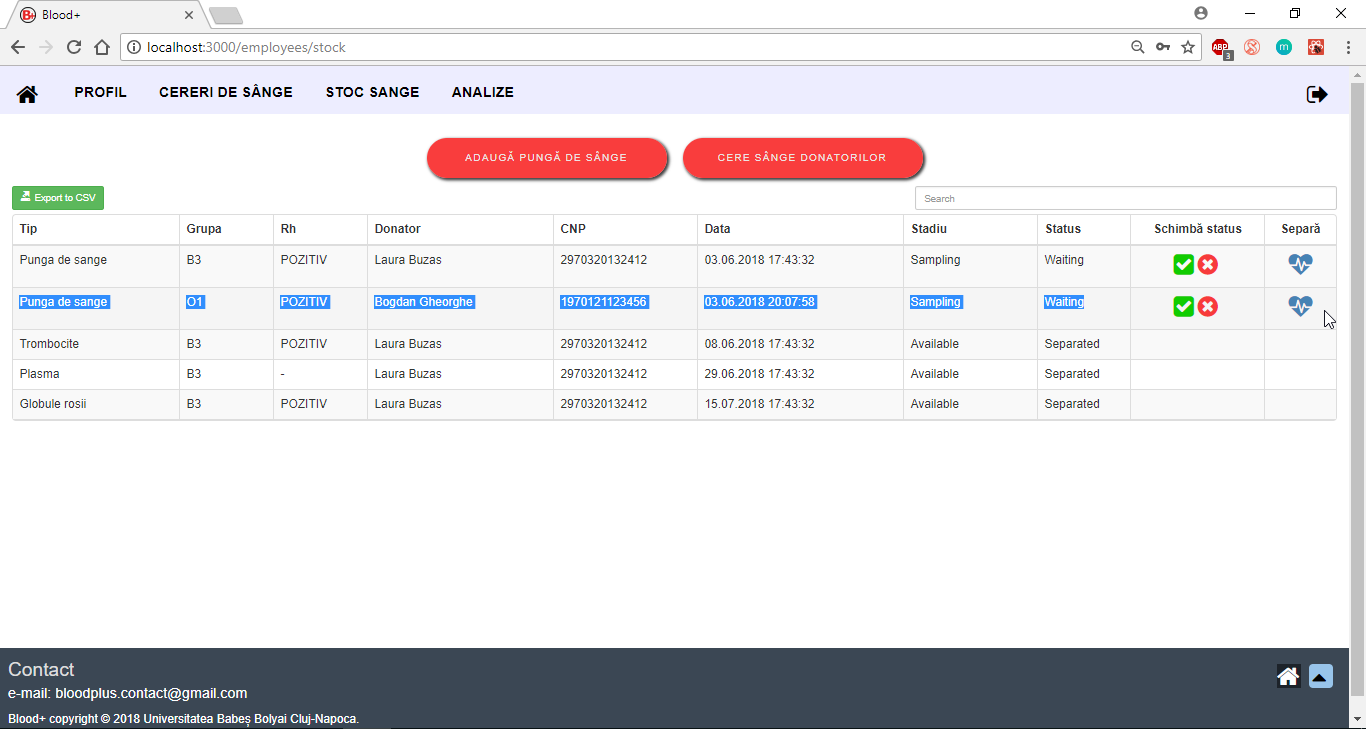 Blood+
localhost:3000/employees/stock
ABP
3
m
PROFIL CERERI DE SÂNGE STOC SANGE ANALIZE
ADAUGĂ PUNGĂ DE SÂNGE CERE SÂNGE DONATORILOR
Export to CSV Search
Tip Grupa Rh Donator CNP Data Stadiu Status Schimbă status Separă
Punga de sange B3 POZITIV Laura Buzas 2970320132412 03.06.2018 17:43:32 Sampling Waiting
Punga de sange O1 POZITIV Bogdan Gheorghe 1970121123456 03.06.2018 20:07:58 Sampling Waiting
Trombocite B3 POZITIV Laura Buzas 2970320132412 08.06.2018 17:43:32 Available Separated
Plasma B3 - Laura Buzas 2970320132412 29.06.2018 17:43:32 Available Separated
Globule rosii B3 POZITIV Laura Buzas 2970320132412 15.07.2018 17:43:32 Available Separated
Contact
e-mail: bloodplus.contact@gmail.com
Blood+ copyright © 2018 Universitatea Babeș Bolyai Cluj-Napoca.